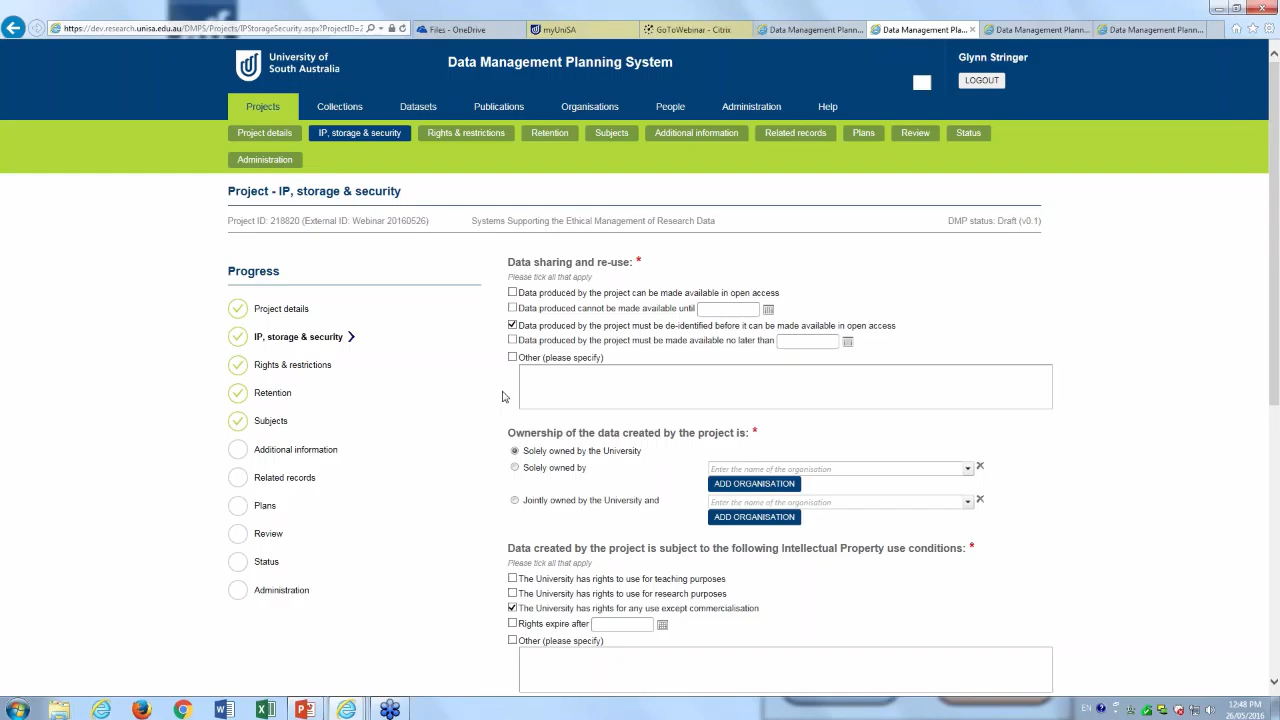 https://dev.research.unisa.edu.au/DMPS/Projects/IPStorageSecurity.aspx?ProjectID=2
Files - OneDrive
myUniSA
GoToWebinar - Citrix
Data Management Plannin...
Data Management Pla...
Data Management Plannin...
Data Management Plannin...
University of
South Australia
Data Management Planning System
Glynn Stringer
LOGOUT
Projects Collections Datasets Publications Organisations People Administration Help
Project details IP, storage & security Rights & restrictions Retention Subjects Additional information Related records Plans Review Status
Administration
Project - IP, storage & security
Project ID: 218820 (External ID: Webinar 20160526) Systems Supporting the Ethical Management of Research Data DMP status: Draft (v0.1)
Progress
Project details
IP, storage & security
Rights & restrictions
Retention
Subjects
Additional information
Related records
Plans
Review
Status
Administration
Data sharing and re-use: *
Please tick all that apply
Data produced by the project can be made available in open access
Data produced cannot be made available until
Data produced by the project must be de-identified before it can be made available in open access
Data produced by the project must be made available no later than
Other (please specify)
Ownership of the data created by the project is: *
Solely owned by the University
Solely owned by Enter the name of the organisation
ADD ORGANISATION
Jointly owned by the University and Enter the name of the organisation
ADD ORGANISATION
Data created by the project is subject to the following Intellectual Property use conditions: *
Please tick all that apply
The University has rights to use for teaching purposes
The University has rights to use for research purposes
The University has rights for any use except commercialisation
Rights expire after
Other (please specify)
EN
12:48 PM
26/05/2016